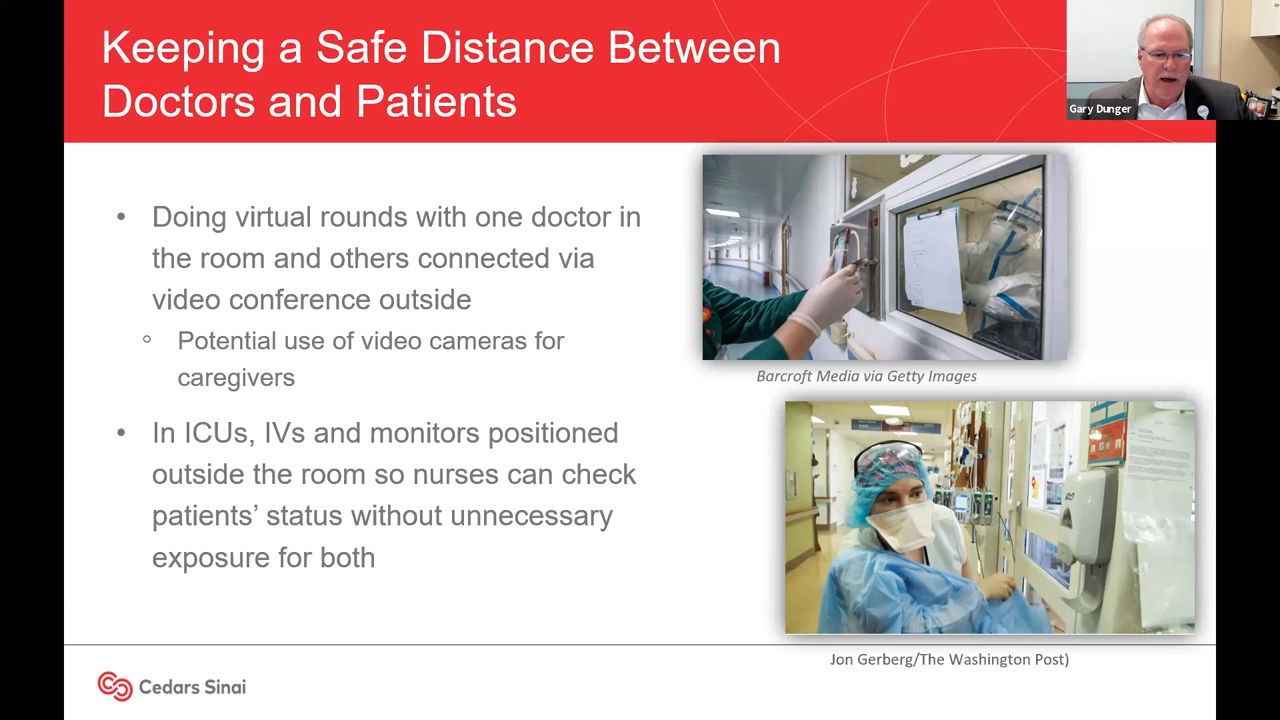 Keeping a Safe Distance Between
Doctors and Patients
Gary Dunger
• Doing virtual rounds with one doctor in
the room and others connected via
video conference outside
◦ Potential use of video cameras for
caregivers
• In ICUs, IVs and monitors positioned
outside the room so nurses can check
patients’ status without unnecessary
exposure for both
Barcroft Media via Getty Images
Jon Gerberg/The Washington Post)
Cedars Sinai